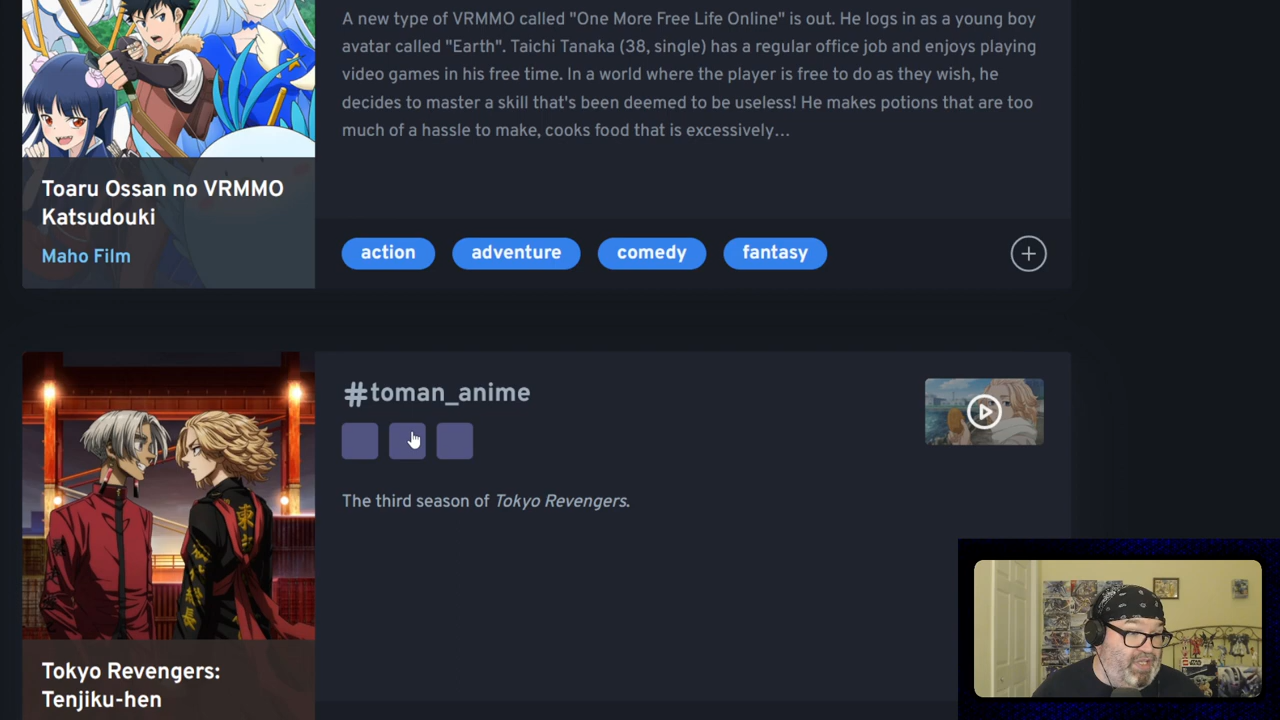 A new type of VRMMO called "One More Free Life Online" is out. He logs in as a young boy
avatar called "Earth". Taichi Tanaka (38, single) has a regular office job and enjoys playing
video games in his free time. In a world where the player is free to do as they wish, he
decides to master a skill that's been deemed to be useless! He makes potions that are too
much of a hassle to make, cooks food that is excessively…
Toaru Ossan no VRMMO
Katsudouki
Maho Film
action adventure comedy fantasy
#toman_anime
The third season of Tokyo Revengers.
Tokyo Revengers:
Tenjiku-hen